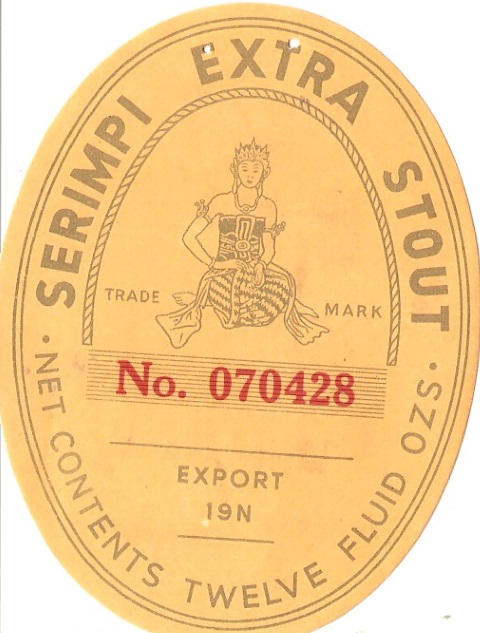 SERIMPI EXTRA STOUT
TRADE MARK
No. 070428
EXPORT
19N
· NET CONTENTS TWELVE FLUID OZS ·